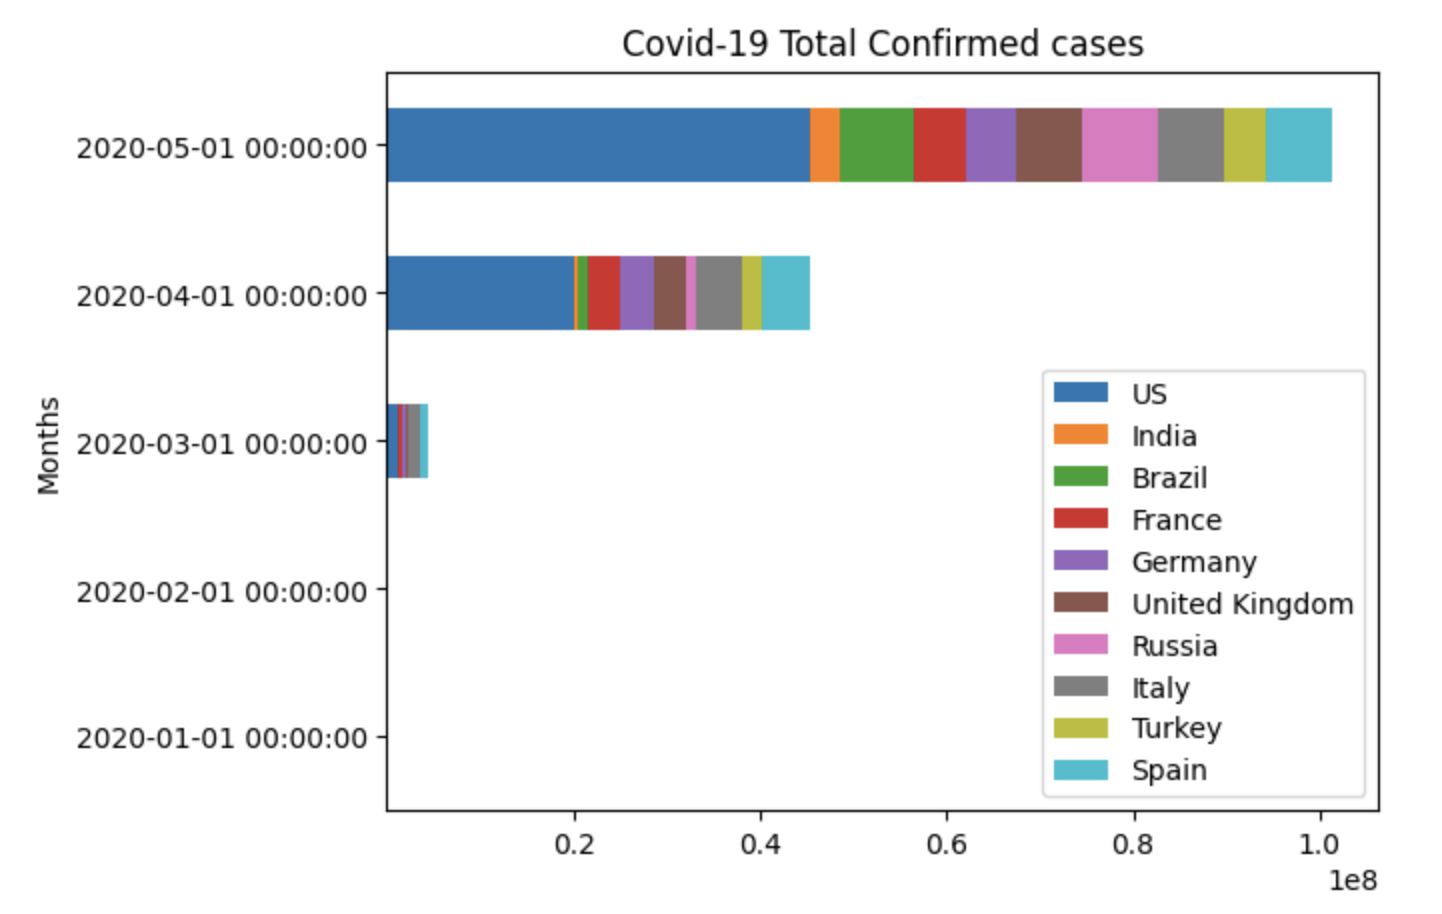 Covid-19 Total Confirmed cases
2020-05-01 00:00:00
2020-04-01 00:00:00
2020-03-01 00:00:00
2020-02-01 00:00:00
2020-01-01 00:00:00
Months
US
India
Brazil
France
Germany
United Kingdom
Russia
Italy
Turkey
Spain
0.2 0.4 0.6 0.8 1.0
1e8